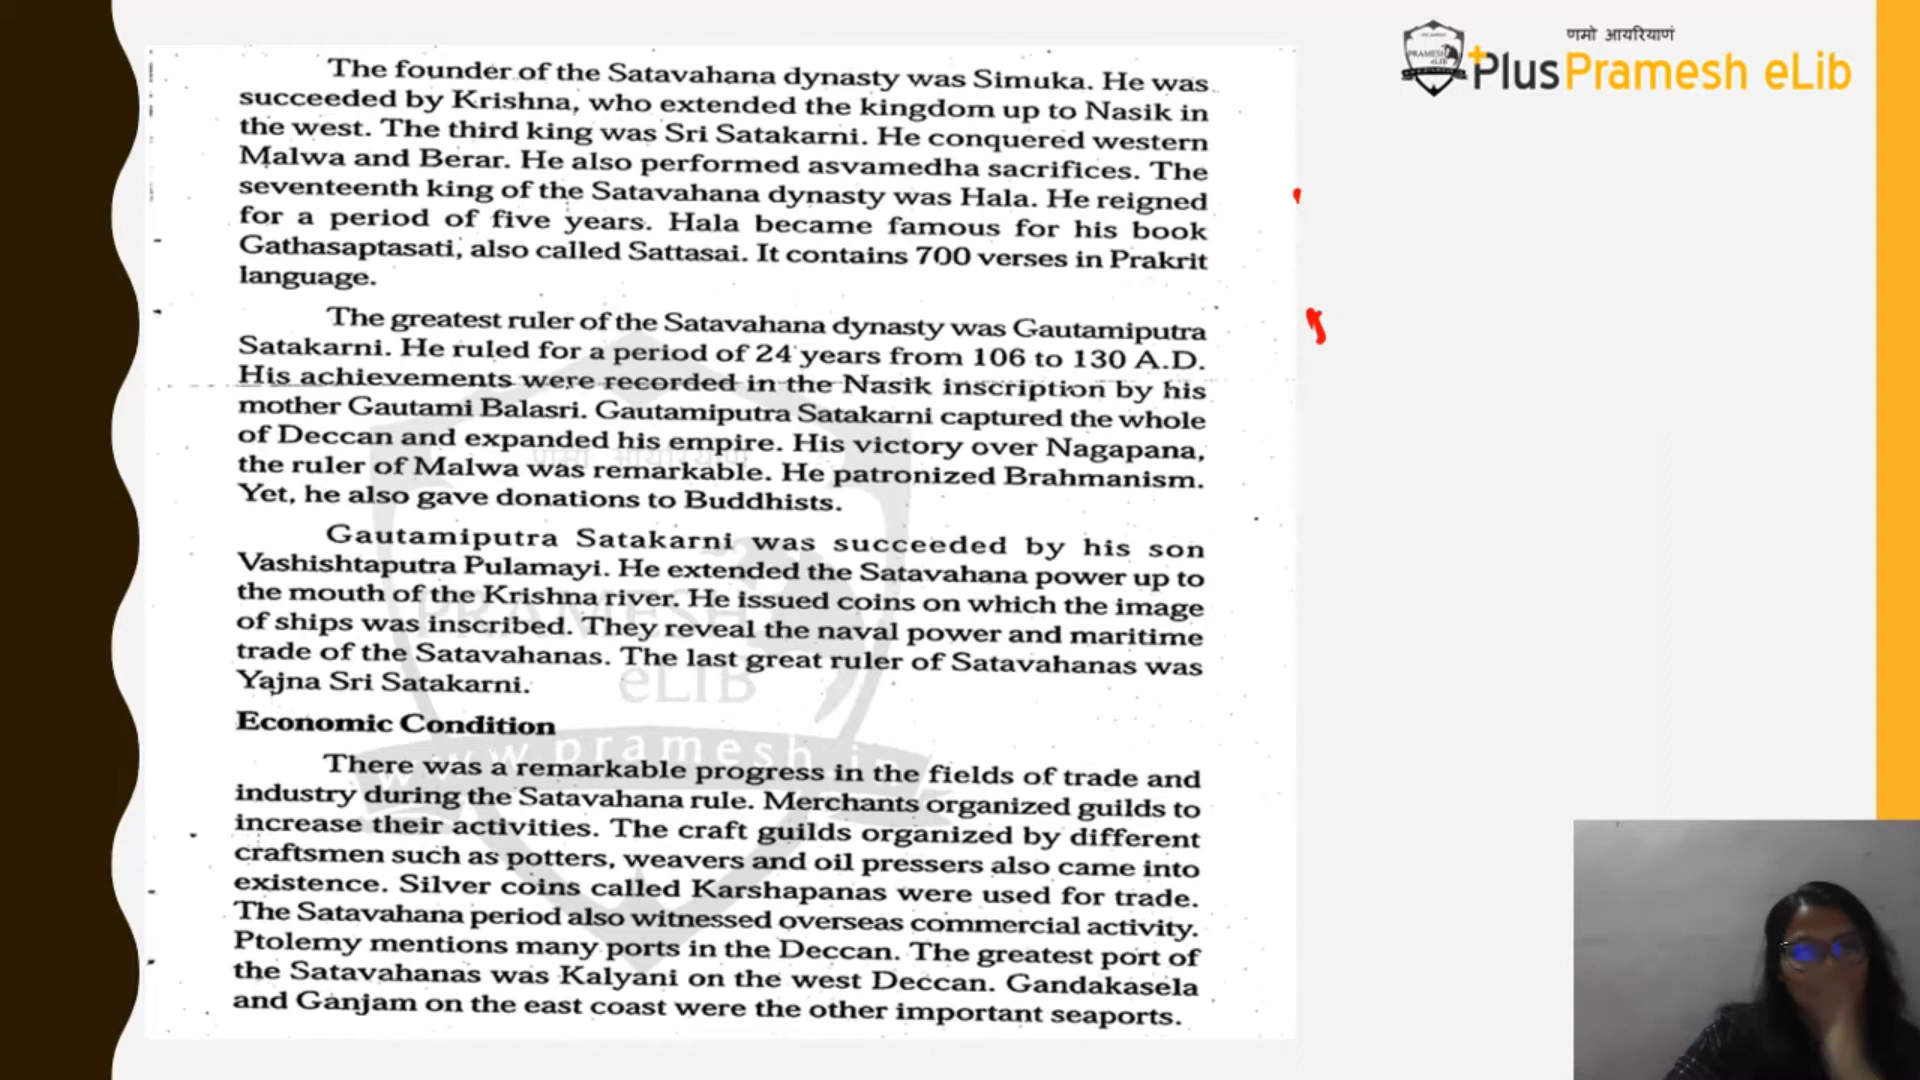 णमो आयरियाणं
PRAMESH
eLIB
Plus Pramesh eLib
The founder of the Satavahana dynasty was Simuka. He was
succeeded by Krishna, who extended the kingdom up to Nasik in
the west. The third king was Sri Satakarni. He conquered western
Malwa and Berar. He also performed asvamedha sacrifices. The
seventeenth king of the Satavahana dynasty was Hala. He reigned
for a period of five years. Hala became famous for his book
Gathasaptasati, also called Sattasai. It contains 700 verses in Prakrit
language.
The greatest ruler of the Satavahana dynasty was Gautamiputra
Satakarni. He ruled for a period of 24 years from 106 to 130 A.D.
His achievements were recorded in the Nasik inscription by his
mother Gautami Balasri. Gautamiputra Satakarni captured the whole
of Deccan and expanded his empire. His victory over Nagapana,
the ruler of Malwa was remarkable. He patronized Brahmanism.
Yet, he also gave donations to Buddhists.
Gautamiputra Satakarni was succeeded by his son
Vashishtaputra Pulamayi. He extended the Satavahana power up to
the mouth of the Krishna river. He issued coins on which the image
of ships was inscribed. They reveal the naval power and maritime
trade of the Satavahanas. The last great ruler of Satavahanas was
Yajna Sri Satakarni.
Economic Condition
There was a remarkable progress in the fields of trade and
industry during the Satavahana rule. Merchants organized guilds to
increase their activities. The craft guilds organized by different
craftsmen such as potters, weavers and oil pressers also came into
existence. Silver coins called Karshapanas were used for trade.
The Satavahana period also witnessed overseas commercial activity.
Ptolemy mentions many ports in the Deccan. The greatest port of
the Satavahanas was Kalyani on the west Deccan. Gandakasela
and Ganjam on the east coast were the other important seaports.
णमो आयरियाणं
PRAMESH
eLIB
www.pramesh.in